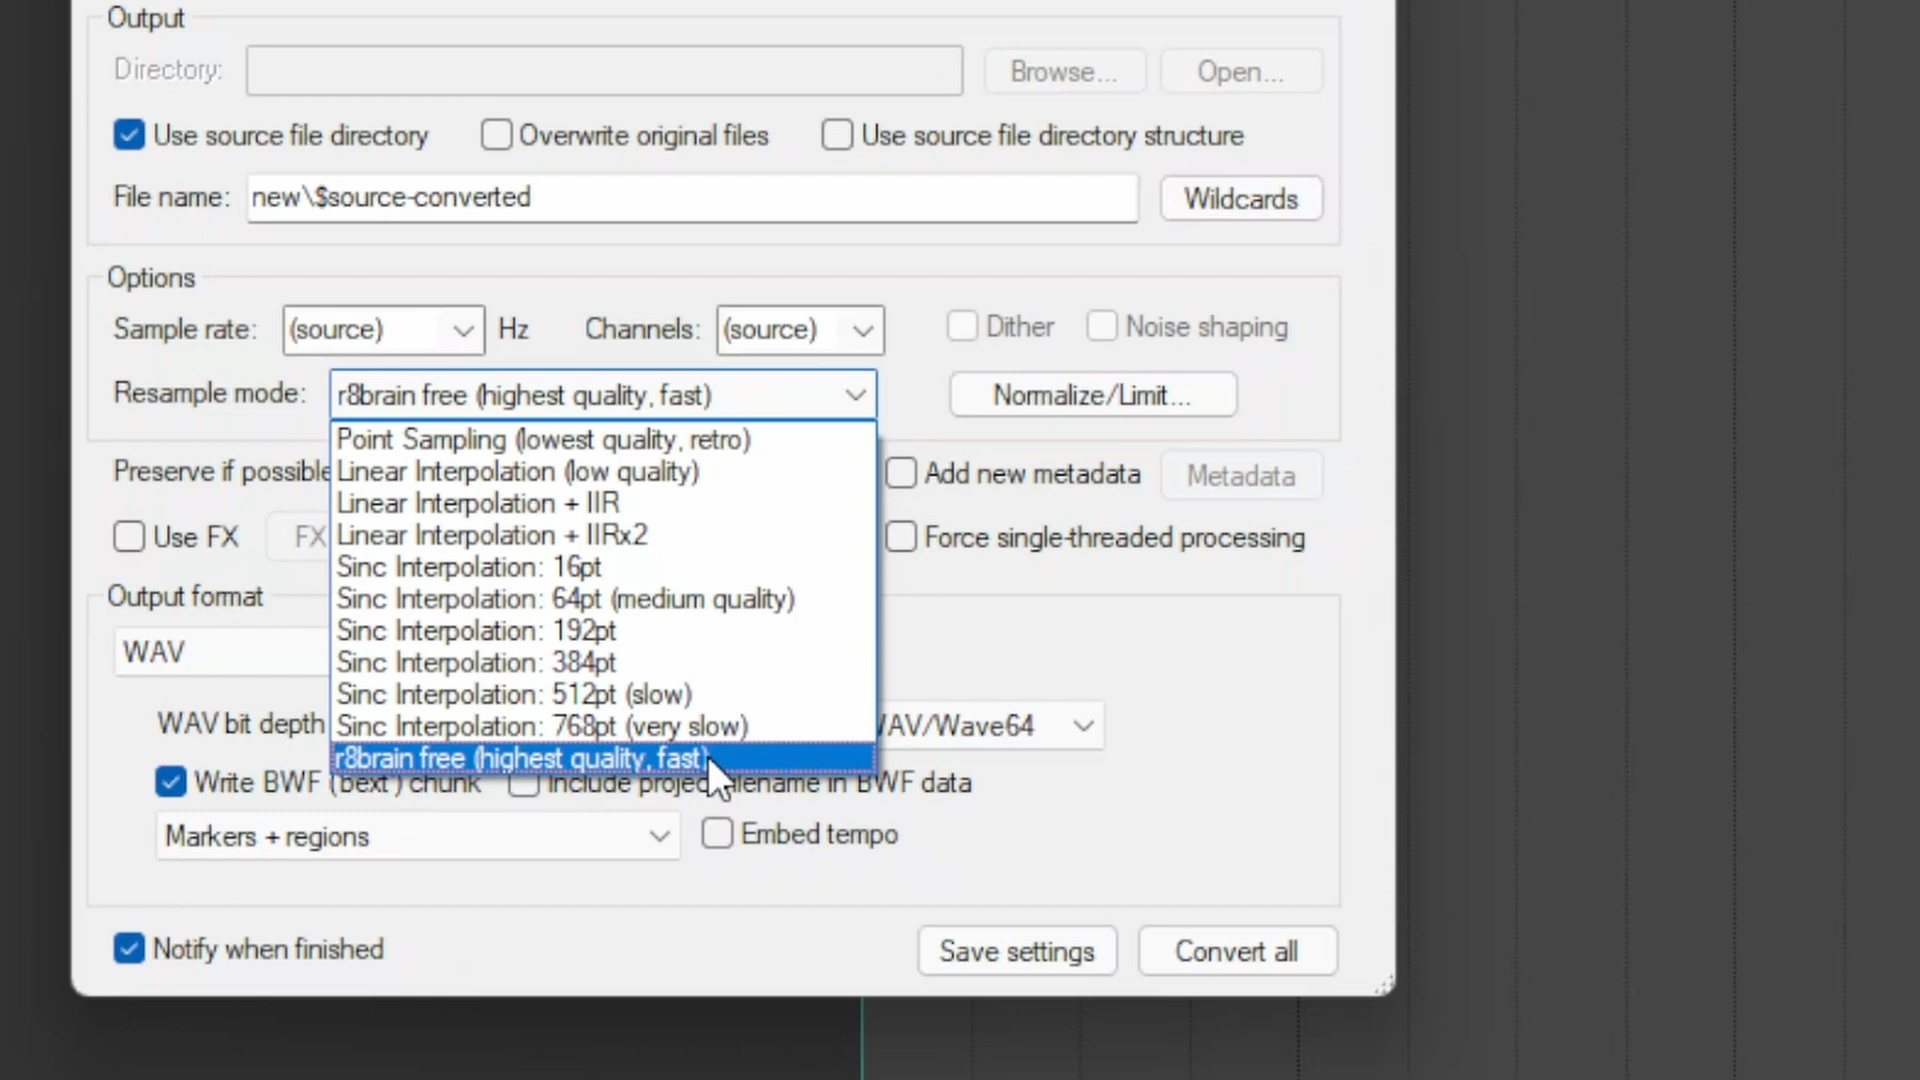 Output
Directory: Browse... Open...
Use source file directory Overwrite original files Use source file directory structure
File name: new\$source-converted Wildcards
Options
Sample rate: (source) Hz Channels: (source) Dither Noise shaping
Resample mode: r8brain free (highest quality, fast) Normalize/Limit...
Point Sampling (lowest quality, retro)
Preserve if possible Linear Interpolation (low quality) Add new metadata Metadata
Linear Interpolation + IIR
Use FX FX Linear Interpolation + IIRx2 Force single-threaded processing
Sinc Interpolation: 16pt
Output format Sinc Interpolation: 64pt (medium quality)
Sinc Interpolation: 192pt
WAV Sinc Interpolation: 384pt
Sinc Interpolation: 512pt (slow)
WAV bit depth Sinc Interpolation: 768pt (very slow) WAV/Wave64
r8brain free (highest quality, fast)
Write BWF ('bext') chunk Include project filename in BWF data
Markers + regions Embed tempo
Notify when finished Save settings Convert all